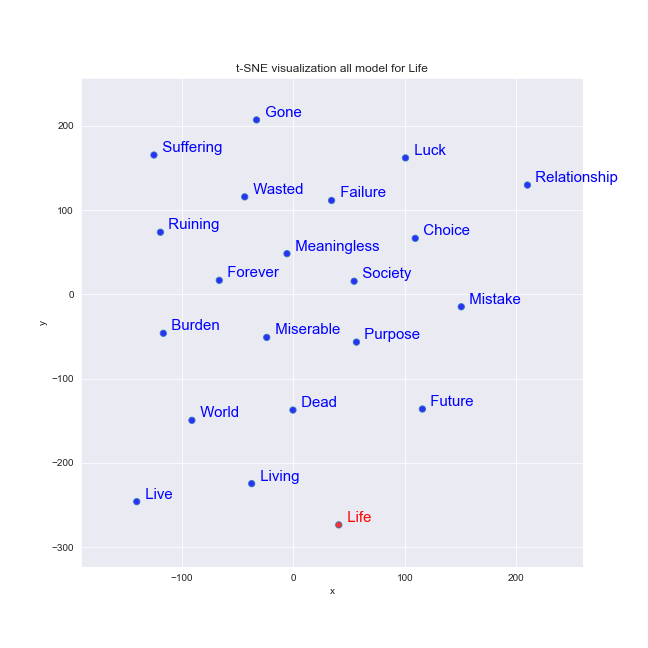 t-SNE visualization all model for Life
200
100
0
−100
−200
−300
y
Gone
Suffering
Luck
Relationship
Wasted
Failure
Ruining
Choice
Meaningless
Forever
Society
Mistake
Burden
Miserable
Purpose
Dead
Future
World
Living
Live
Life
−100
0
100
200
x